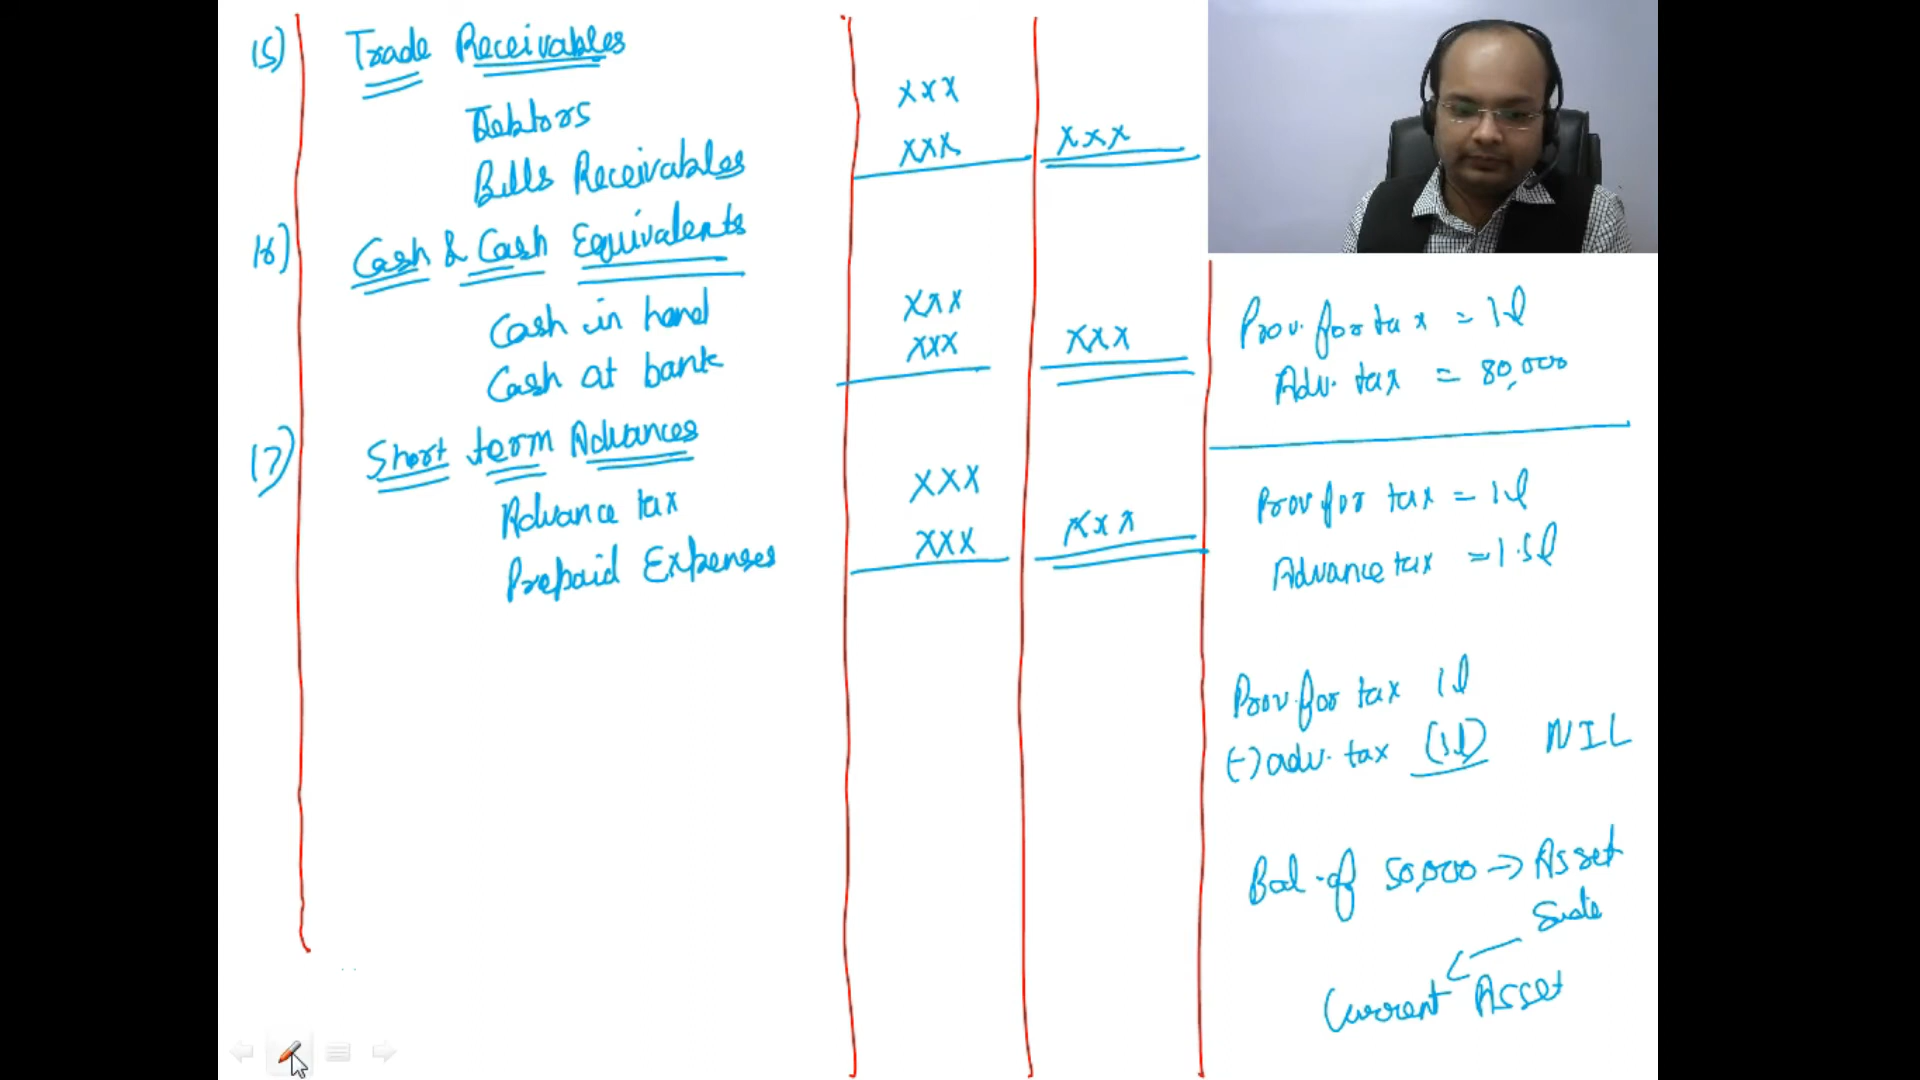 15) Trade Receivables
Debtors xxx
Bills Receivables xxx xxx
16) Cash & Cash Equivalents
Cash in hand xxx
Cash at bank xxx xxx
17) Short term Advances
Advance tax xxx
Prepaid Expenses xxx xxx
Prov. for tax = 1l
Adv. tax = 80,000
Prov for tax = 1l
Advance tax = 1.5l
Prov. for tax 1l
(-) adv. tax (1l) NIL
Bal. of 50,000 → Asset
Side
Current Asset